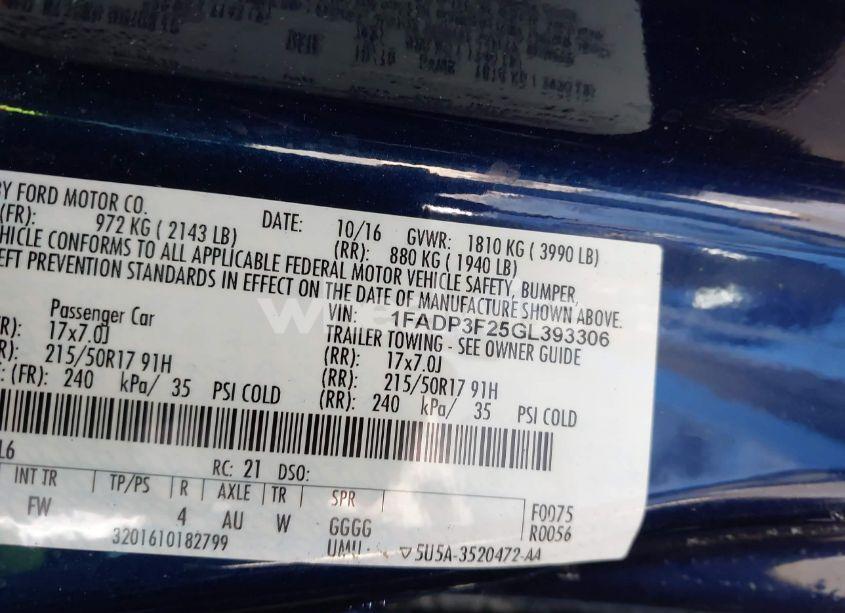 BY FORD MOTOR CO. DATE: 10/16 GVWR: 1810 KG ( 3990 LB)
(FR): 972 KG ( 2143 LB) (RR): 880 KG ( 1940 LB)
VEHICLE CONFORMS TO ALL APPLICABLE FEDERAL MOTOR VEHICLE SAFETY, BUMPER,
EFT PREVENTION STANDARDS IN EFFECT ON THE DATE OF MANUFACTURE SHOWN ABOVE.
VIN: 1FADP3F25GL393306
Passenger Car TRAILER TOWING - SEE OWNER GUIDE
: 17x7.0J (RR): 17x7.0J
: 215/50R17 91H (RR): 215/50R17 91H
: (FR): 240 kPa/ 35 PSI COLD (RR): 240 kPa/ 35 PSI COLD
L6 RC: 21 DSO:
INT TR TP/PS R AXLE TR SPR F0075
FW 4 AU W GGGG R0056
3201610182799 UMIL: ▽5U5A-3520472-AA